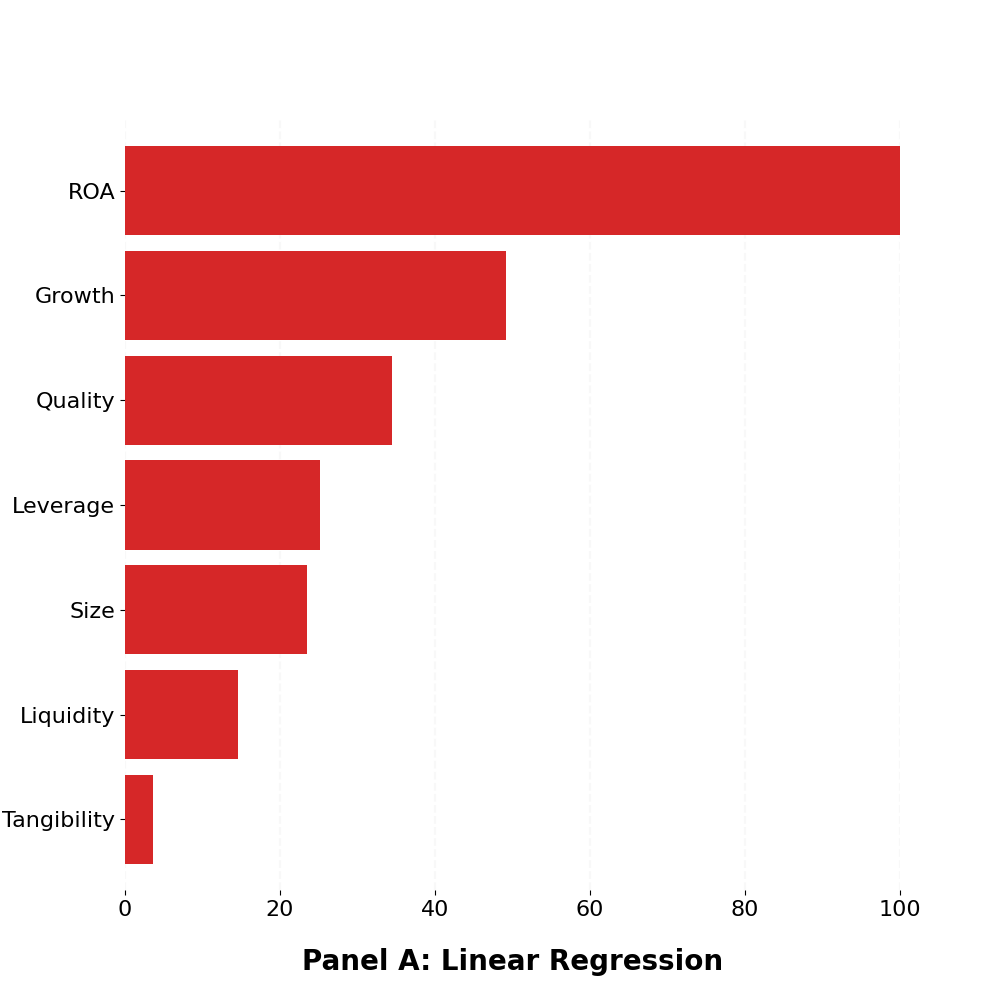 ROA
Growth
Quality
Leverage
Size
Liquidity
Tangibility
0 20 40 60 80 100
Panel A: Linear Regression